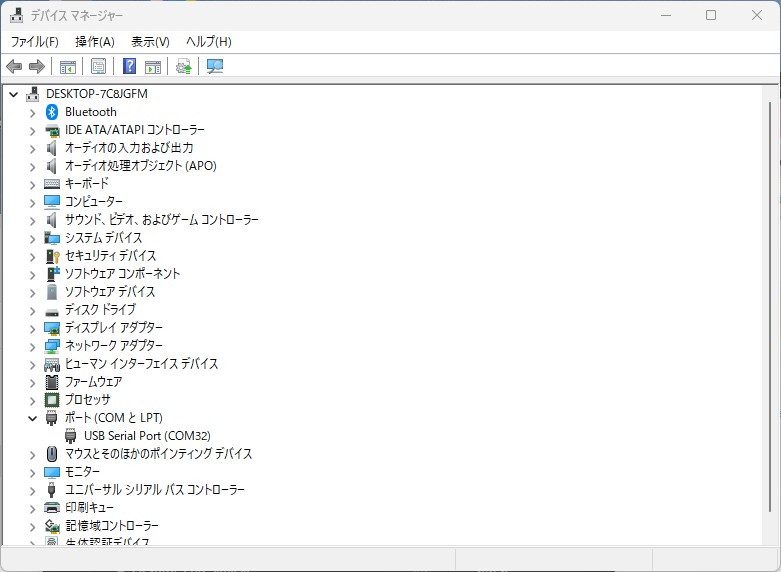 デバイス マネージャー
ファイル(F) 操作(A) 表示(V) ヘルプ(H)
DESKTOP-7C8JGFM
Bluetooth
IDE ATA/ATAPI コントローラー
オーディオの入力および出力
オーディオ処理オブジェクト (APO)
キーボード
コンピューター
サウンド、ビデオ、およびゲーム コントローラー
システム デバイス
セキュリティ デバイス
ソフトウェア コンポーネント
ソフトウェア デバイス
ディスク ドライブ
ディスプレイ アダプター
ネットワーク アダプター
ヒューマン インターフェイス デバイス
ファームウェア
プロセッサ
ポート (COM と LPT)
USB Serial Port (COM32)
マウスとそのほかのポインティング デバイス
モニター
ユニバーサル シリアル バス コントローラー
印刷キュー
記憶域コントローラー
生体認証デバイス